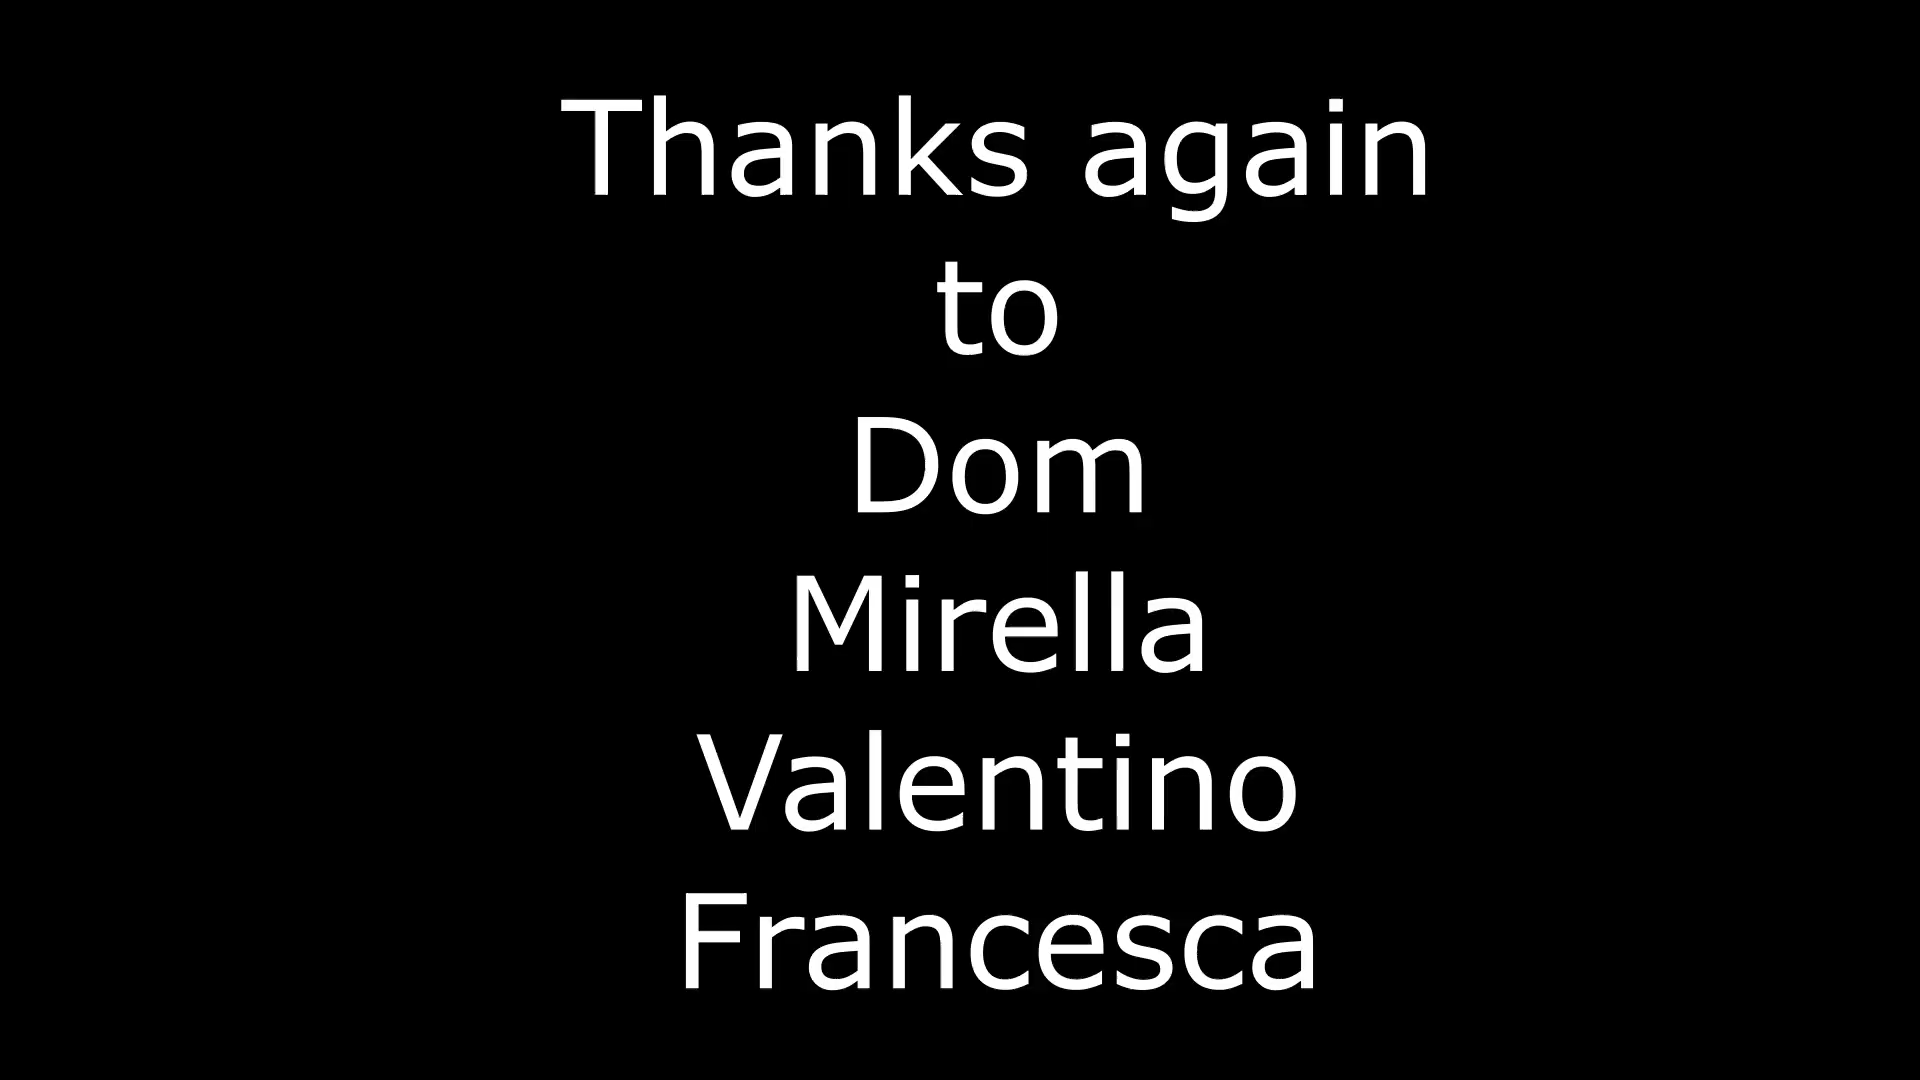 Thanks again
to
Dom
Mirella
Valentino
Francesca